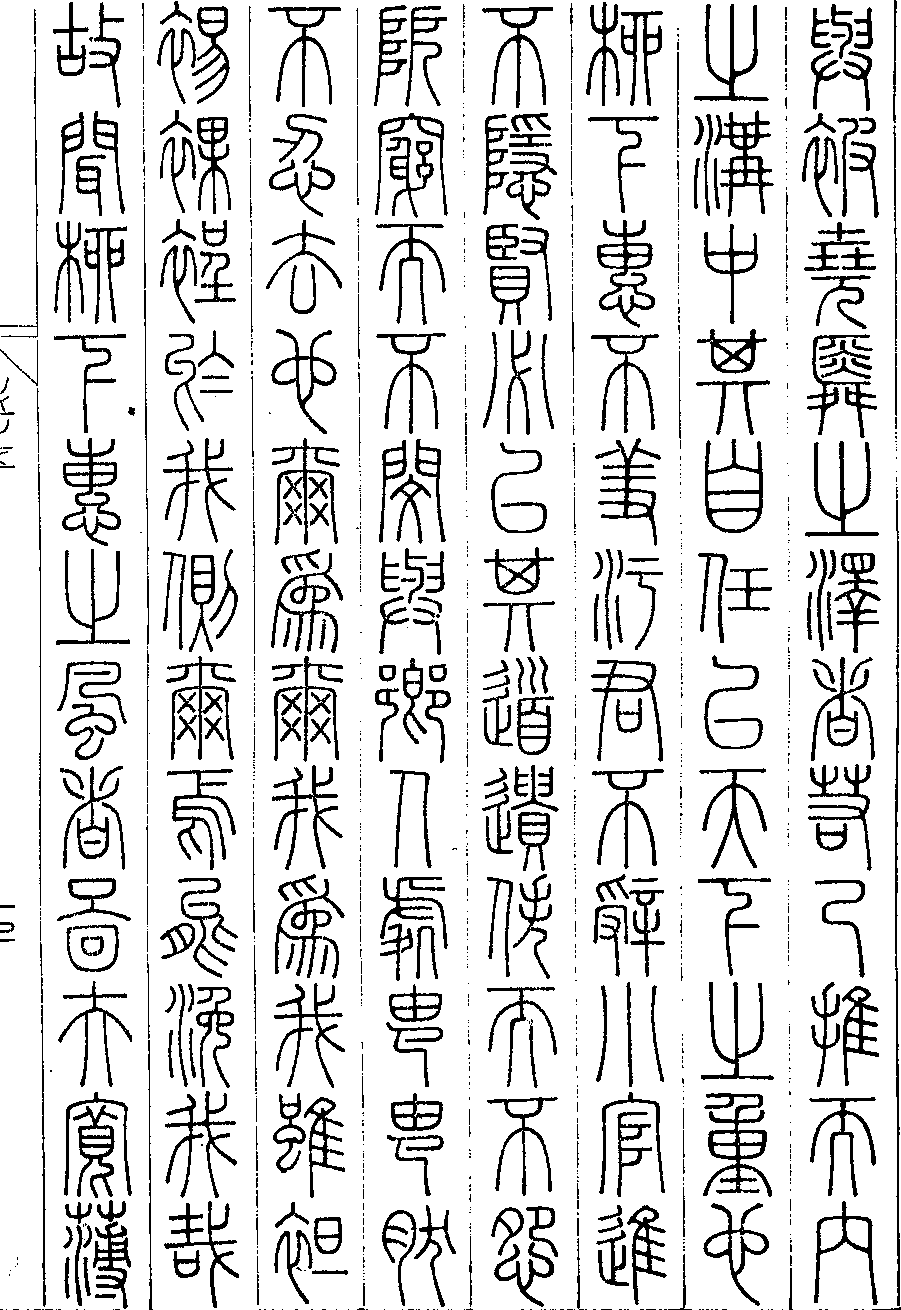 與被堯舜之澤者若己推而內
之溝中其自任以天下之重也
柳下惠不羞汙君不辭小官進
不隱賢必以其道遺佚而不怨
阨窮而不閔與鄉人處由由然
不忍去也爾為爾我為我雖袒
裼裸裎於我側爾焉能浼我哉
故聞柳下惠之風者鄙夫寬薄